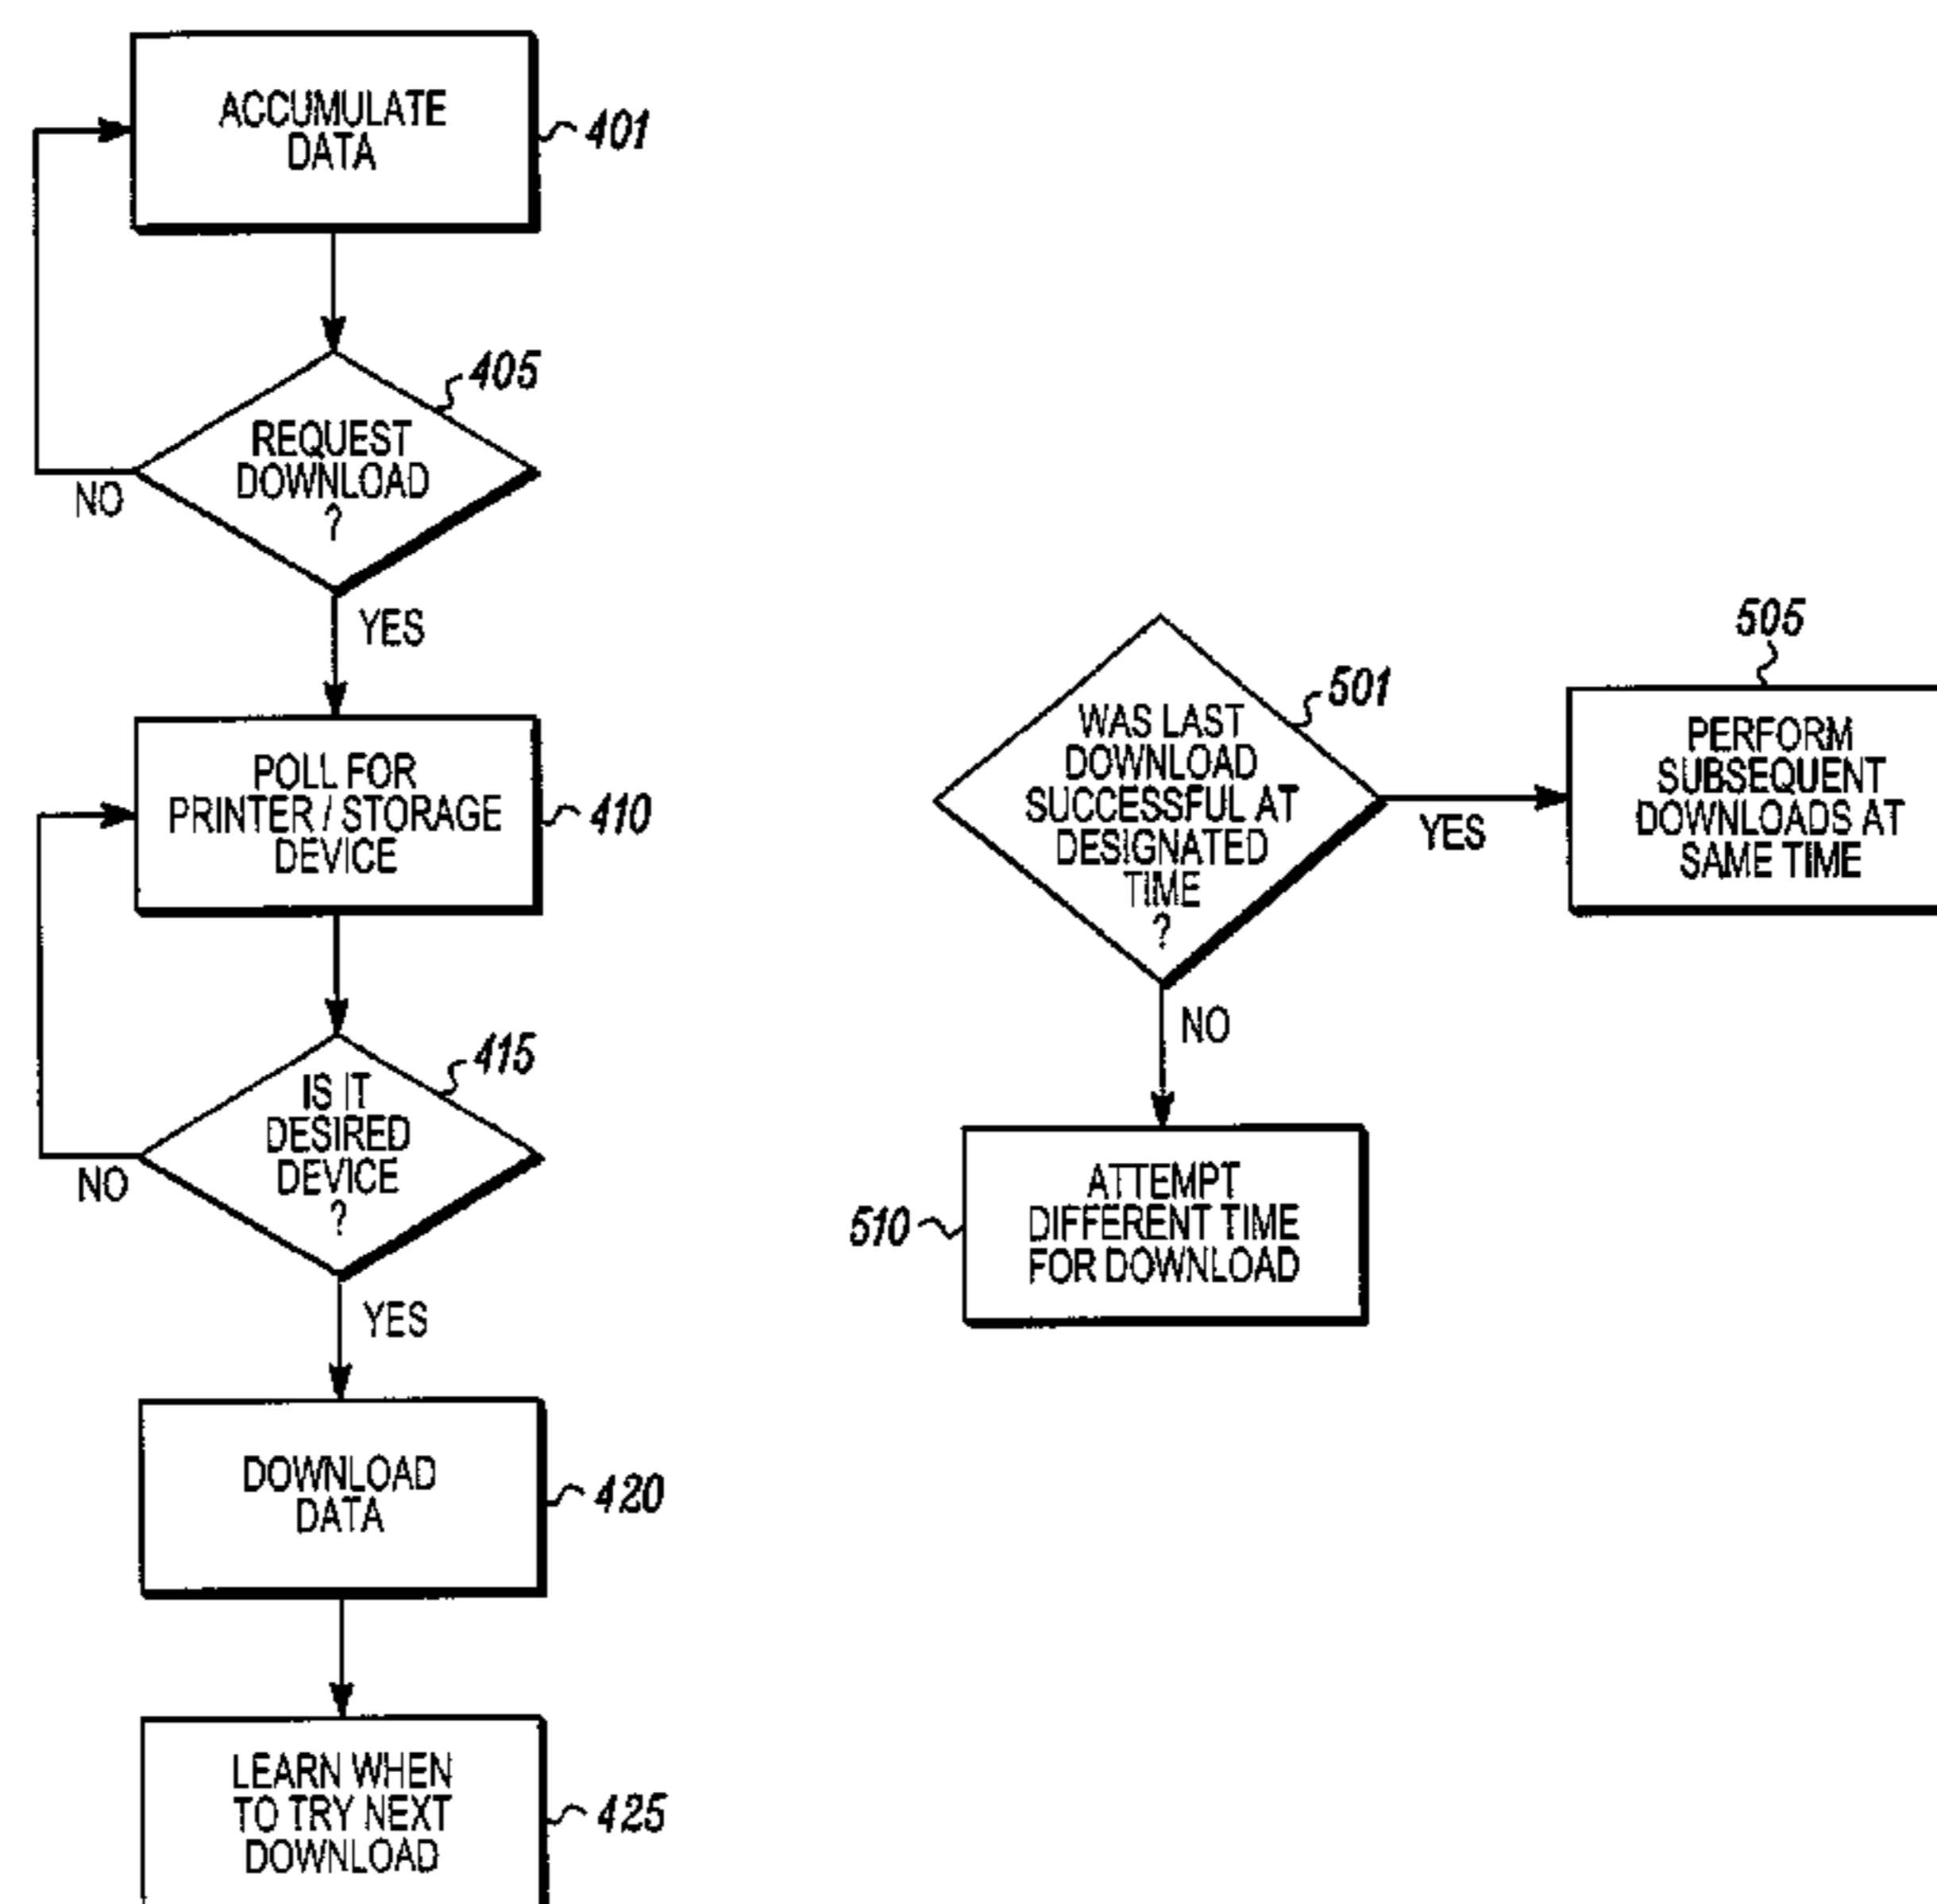 ACCUMULATE
DATA
401
405
REQUEST
DOWNLOAD
?
NO
YES
POLL FOR
PRINTER / STORAGE
DEVICE
410
415
IS IT
DESIRED
DEVICE
?
NO
YES
DOWNLOAD
DATA
420
LEARN WHEN
TO TRY NEXT
DOWNLOAD
425
501
WAS LAST
DOWNLOAD
SUCCESSFUL AT
DESIGNATED
TIME
?
YES
505
PERFORM
SUBSEQUENT
DOWNLOADS AT
SAME TIME
NO
510
ATTEMPT
DIFFERENT TIME
FOR DOWNLOAD